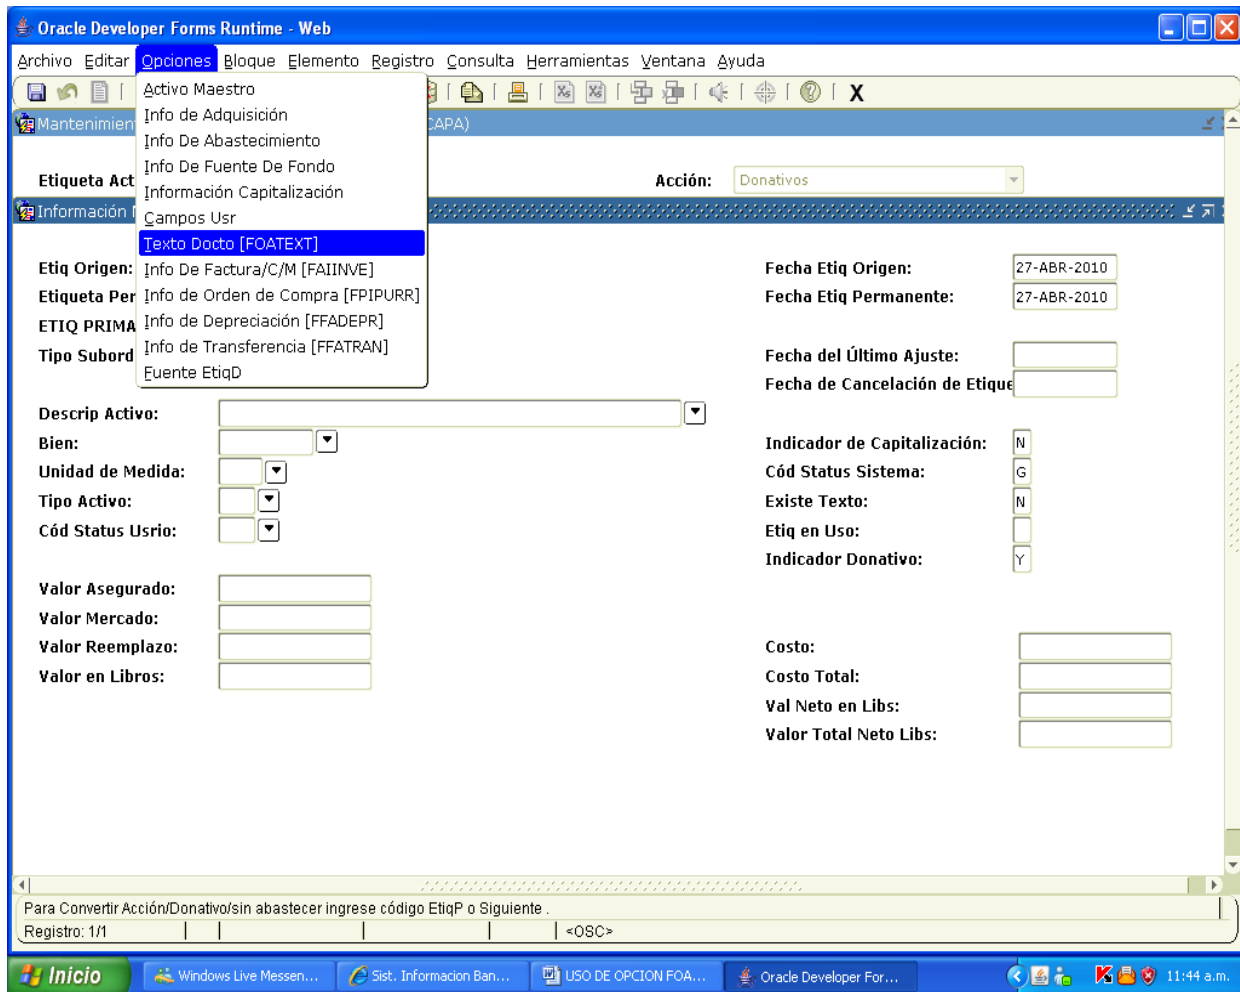 Oracle Developer Forms Runtime - Web
Archivo Editar Opciones Bloque Elemento Registro Consulta Herramientas Ventana Ayuda
Activo Maestro
Info de Adquisición
Info De Abastecimiento
Info De Fuente De Fondo
Información Capitalización
Campos Usr
Texto Docto [FOATEXT]
Info De Factura/C/M [FAIINVE]
Info de Orden de Compra [FPIPURR]
Info de Depreciación [FFADEPR]
Info de Transferencia [FFATRAN]
Fuente EtiqD
X
Mantenimien CAPA)
Etiqueta Act Acción: Donativos
Información
Etiq Origen: Fecha Etiq Origen: 27-ABR-2010
Etiqueta Per Fecha Etiq Permanente: 27-ABR-2010
ETIQ PRIMA
Tipo Subord Fecha del Último Ajuste:
Fecha de Cancelación de Etique
Descrip Activo:
Bien: Indicador de Capitalización: N
Unidad de Medida: Cód Status Sistema: G
Tipo Activo: Existe Texto: N
Cód Status Usrio: Etiq en Uso:
Indicador Donativo: Y
Valor Asegurado:
Valor Mercado:
Valor Reemplazo: Costo:
Valor en Libros: Costo Total:
Val Neto en Libs:
Valor Total Neto Libs:
Para Convertir Acción/Donativo/sin abastecer ingrese código EtiqP o Siguiente .
Registro: 1/1 <OSC>
Inicio Windows Live Messen... Sist. Informacion Ban... USO DE OPCION FOA... Oracle Developer For... 11:44 a.m.